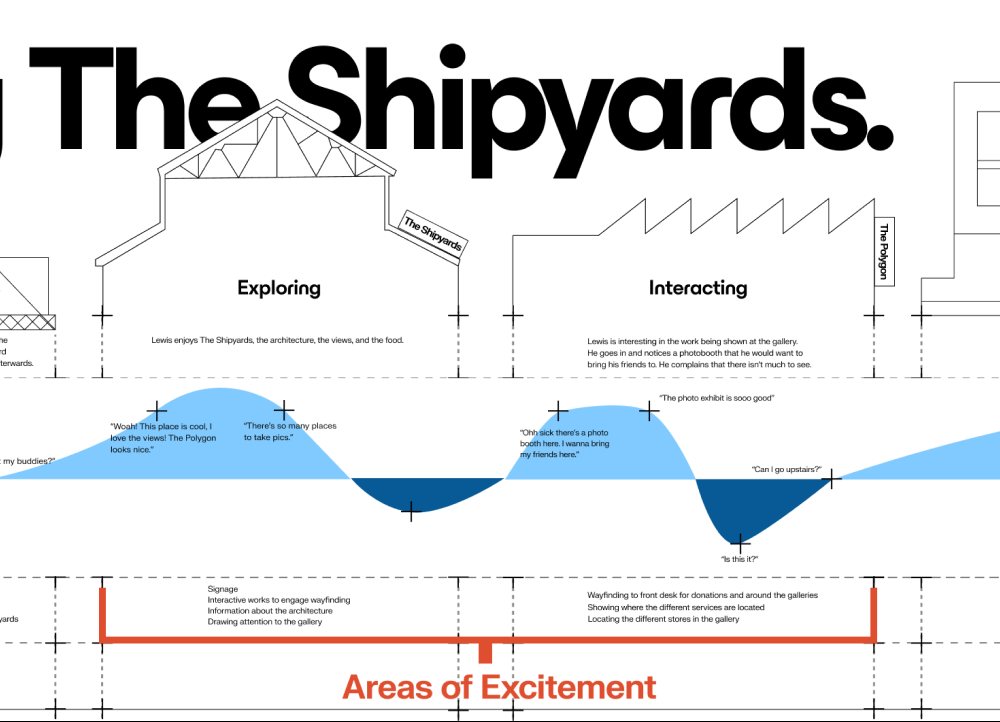 The Shipyards.
The Shipyards
The Polygon
Exploring
Interacting
rd
terwards.
Lewis enjoys The Shipyards, the architecture, the views, and the food.
Lewis is interesting in the work being shown at the gallery.
He goes in and notices a photobooth that he would want to
bring his friends to. He complains that there isn't much to see.
my buddies?"
"Woah! This place is cool, I
love the views! The Polygon
looks nice."
"There's so many places
to take pics."
"Ohh sick there's a photo
booth here. I wanna bring
my friends here."
"The photo exhibit is sooo good"
"Can I go upstairs?"
"Is this it?"
yards
Signage
Interactive works to engage wayfinding
Information about the architecture
Drawing attention to the gallery
Wayfinding to front desk for donations and around the galleries
Showing where the different services are located
Locating the different stores in the gallery
Areas of Excitement